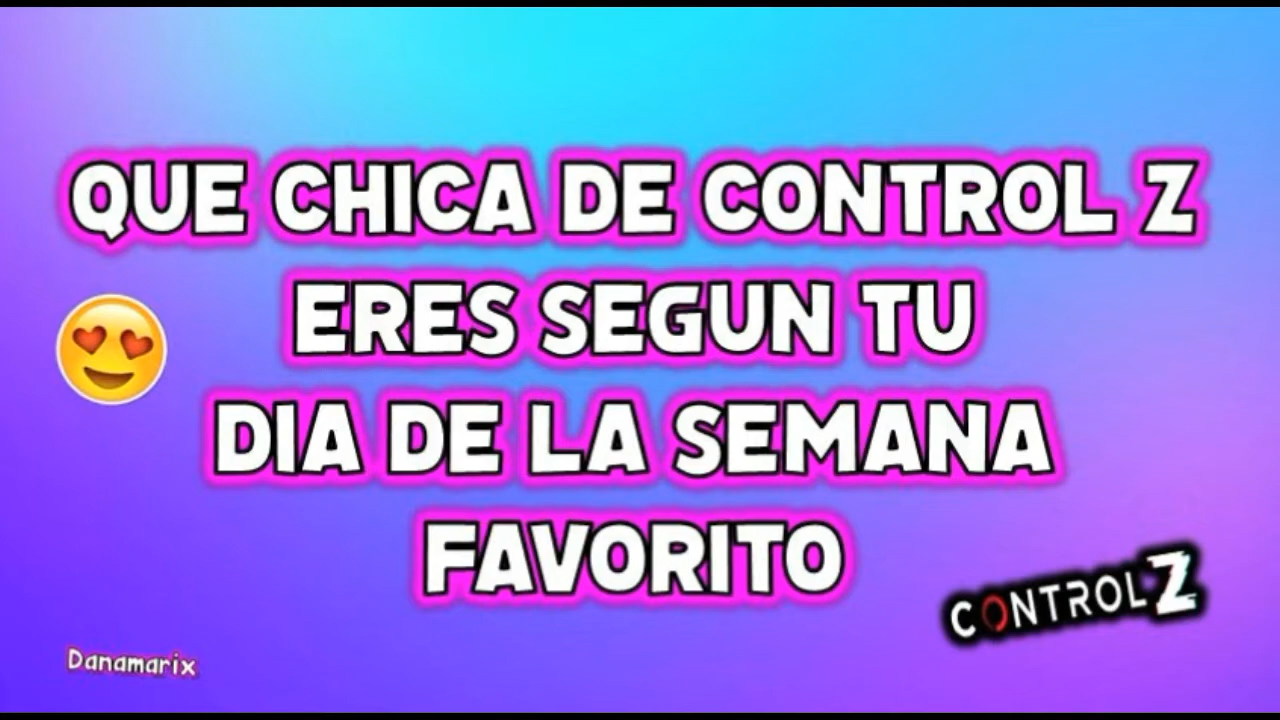 QUE CHICA DE CONTROL Z
ERES SEGUN TU
DIA DE LA SEMANA
FAVORITO
CONTROL Z
Danamarix